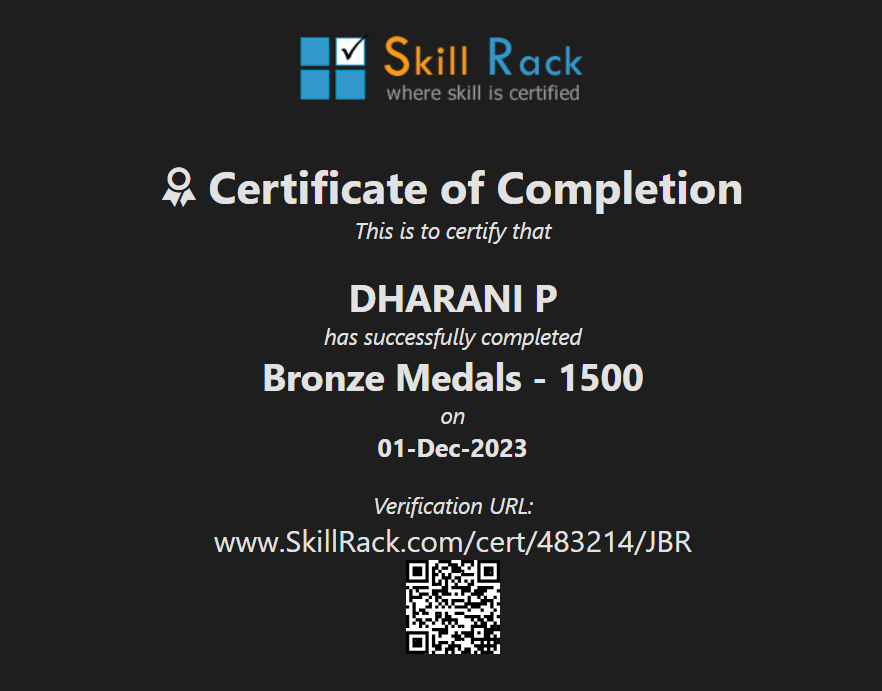 Skill Rack
where skill is certified
Certificate of Completion
This is to certify that
DHARANI P
has successfully completed
Bronze Medals - 1500
on
01-Dec-2023
Verification URL:
www.SkillRack.com/cert/483214/JBR